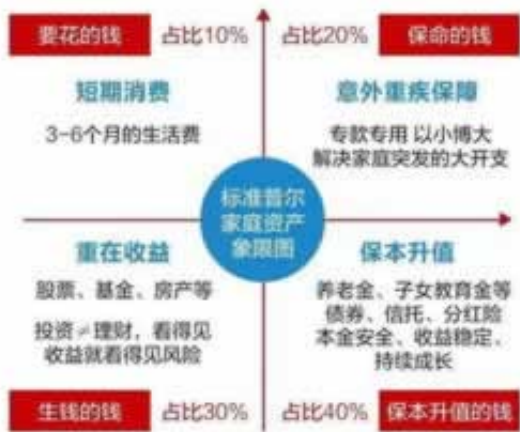 要花的钱 占比10%
短期消费
3-6个月的生活费
占比20% 保命的钱
意外重疾保障
专款专用 以小博大
解决家庭突发的大开支
标准普尔
家庭资产
象限图
重在收益
股票、基金、房产等
投资≠理财，看得见
收益就看得见风险
生钱的钱 占比30%
保本升值
养老金、子女教育金等
债券、信托、分红险
本金安全、收益稳定、
持续成长
占比40% 保本升值的钱